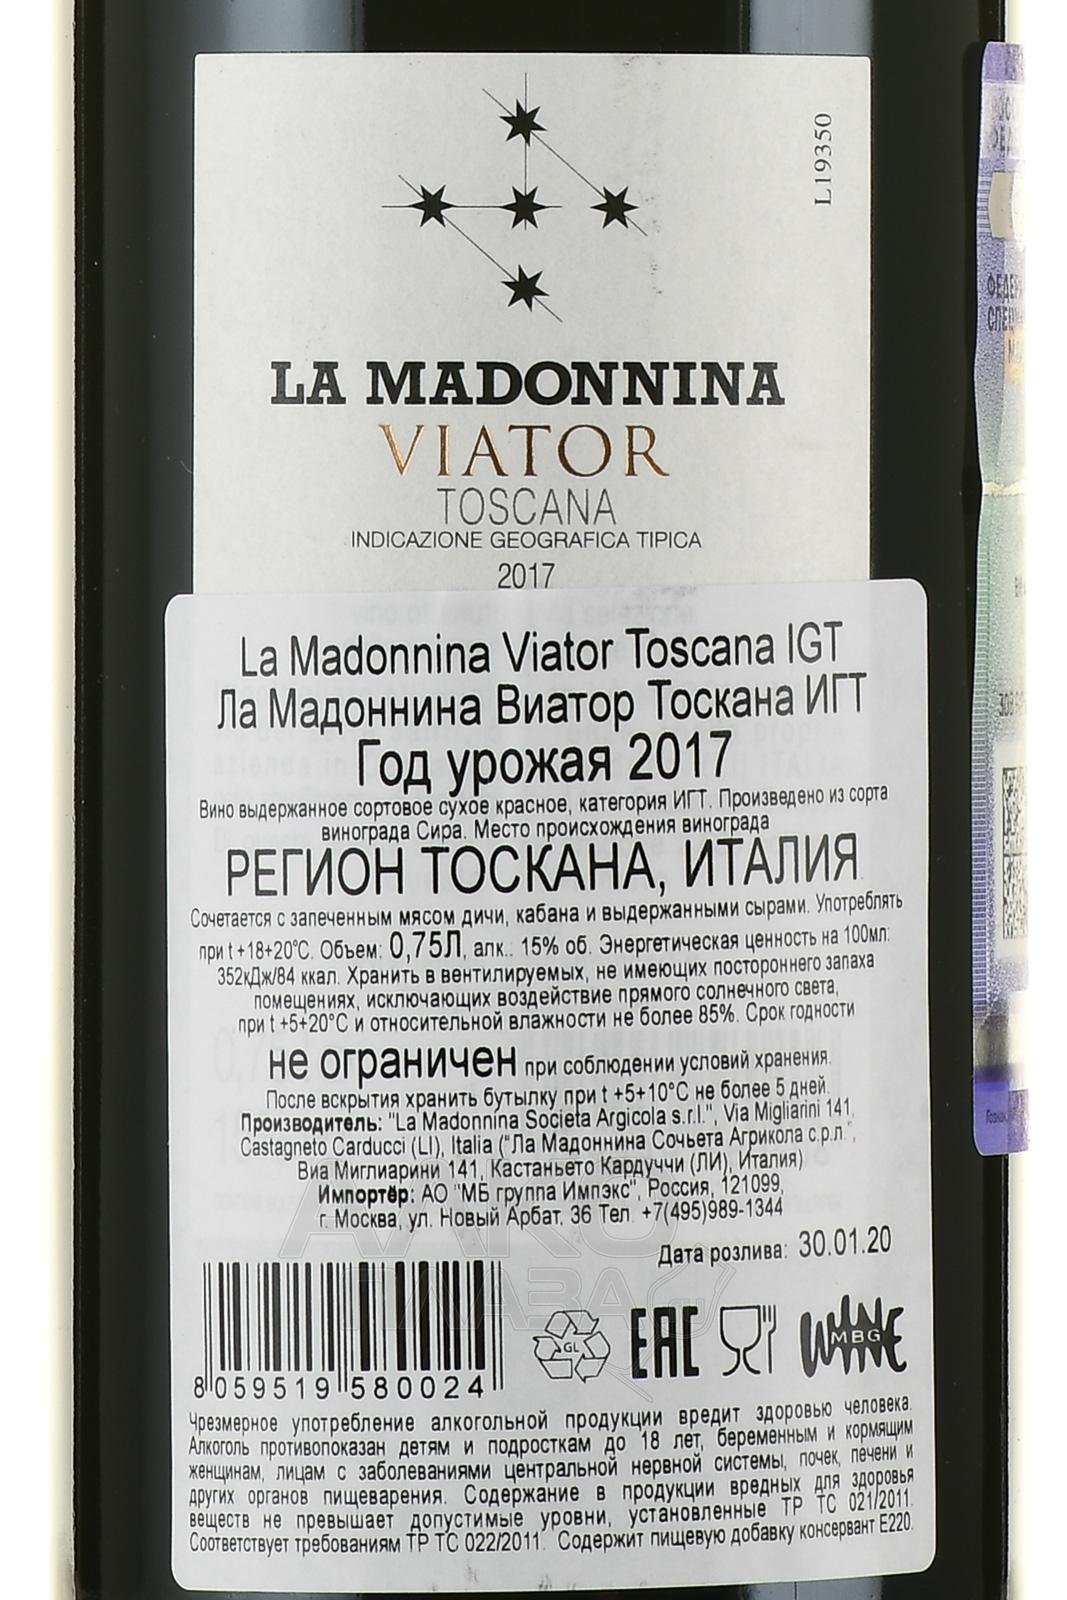 L19350
LA MADONNINA
VIATOR
TOSCANA
INDICAZIONE GEOGRAFICA TIPICA
2017
La Madonnina Viator Toscana IGT
Ла Мадоннина Виатор Тоскана ИГТ
Год урожая 2017
Вино выдержанное сортовое сухое красное, категория ИГТ. Произведено из сорта
винограда Сира. Место происхождения винограда
РЕГИОН ТОСКАНА, ИТАЛИЯ
Сочетается с запеченным мясом дичи, кабана и выдержанными сырами. Употреблять
при t +18+20°С. Объем: 0,75Л, алк.: 15% об. Энергетическая ценность на 100мл:
352кДж/84 ккал. Хранить в вентилируемых, не имеющих постороннего запаха
помещениях, исключающих воздействие прямого солнечного света,
при t +5+20°С и относительной влажности не более 85%. Срок годности
не ограничен при соблюдении условий хранения.
После вскрытия хранить бутылку при t +5+10°С не более 5 дней.
Производитель: "La Madonnina Societa Argicola s.r.l.", Via Migliarini 141,
Castagneto Carducci (LI), Italia ("Ла Мадоннина Сочьета Агрикола с.р.л.",
Виа Миглиарини 141, Кастаньето Кардуччи (ЛИ), Италия)
Импортёр: АО "МБ группа Импэкс", Россия, 121099,
г. Москва, ул. Новый Арбат, 36 Тел. +7(495)989-1344
Дата розлива: 30.01.20
GL
EAC
WINE
MBG
8 059519 580024
АЛКО
ПЛАЗА
Чрезмерное употребление алкогольной продукции вредит здоровью человека.
Алкоголь противопоказан детям и подросткам до 18 лет, беременным и кормящим
женщинам, лицам с заболеваниями центральной нервной системы, почек, печени и
других органов пищеварения. Содержание в продукции вредных для здоровья
веществ не превышает допустимые уровни, установленные ТР ТС 021/2011.
Соответствует требованиям ТР ТС 022/2011. Содержит пищевую добавку консервант Е220.